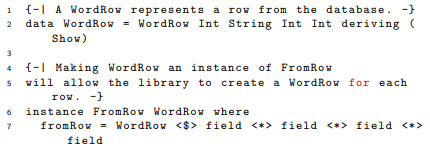 1 {-| A WordRow represents a row from the database. -}
2 data WordRow = WordRow Int String Int Int deriving (
Show)
3
4 {-| Making WordRow an instance of FromRow
5 will allow the library to create a WordRow for each
row. -}
6 instance FromRow WordRow where
7 fromRow = WordRow <$> field <*> field <*> field <*>
field